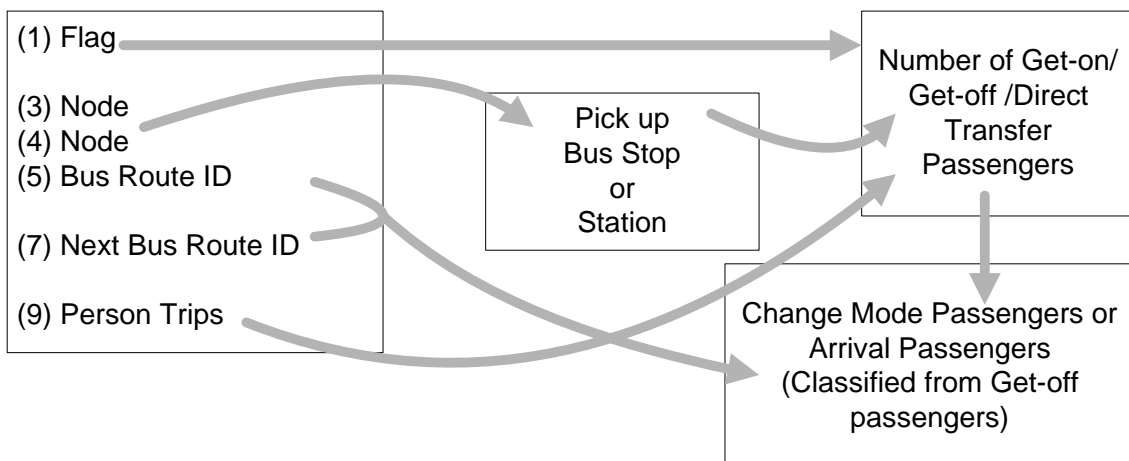 (1) Flag
(3) Node
(4) Node
(5) Bus Route ID
(7) Next Bus Route ID
(9) Person Trips
Pick up
Bus Stop
or
Station
Number of Get-on/
Get-off /Direct
Transfer
Passengers
Change Mode Passengers or
Arrival Passengers
(Classified from Get-off
passengers)